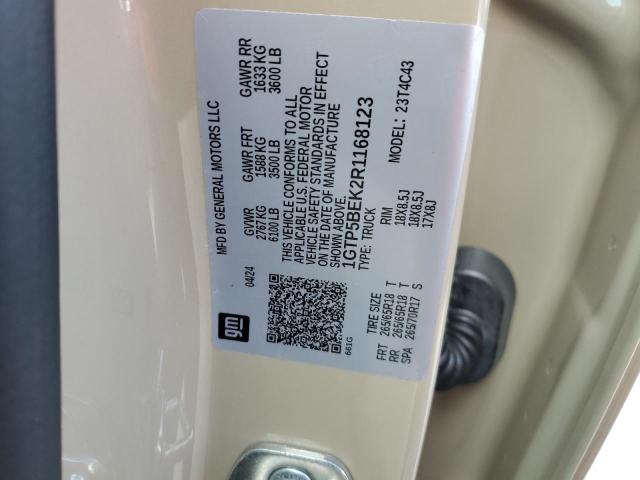 MFD BY GENERAL MOTORS LLC
04/24
gm
GVWR GAWR FRT GAWR RR
2767 KG 1588 KG 1633 KG
6100 LB 3500 LB 3600 LB
THIS VEHICLE CONFORMS TO ALL
APPLICABLE U.S. FEDERAL MOTOR
VEHICLE SAFETY STANDARDS IN EFFECT
ON THE DATE OF MANUFACTURE
SHOWN ABOVE.
1GTP5BEK2R1168123
TYPE: TRUCK MODEL: 23T4C43
661G
TIRE SIZE RIM
FRT 265/65R18 T 18X8.5J
RR 265/65R18 T 18X8.5J
SPA 265/70R17 S 17X8J